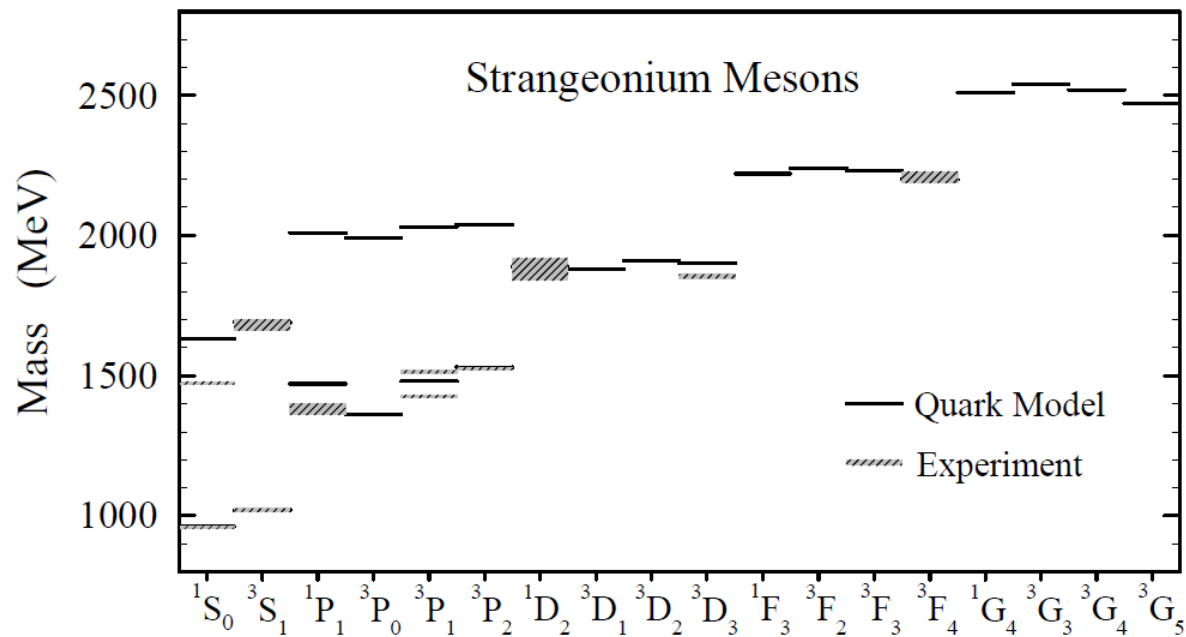 Strangeonium Mesons
Mass (MeV)
2500
2000
1500
1000
Quark Model
Experiment
¹S₀ ³S₁ ¹P₁ ³P₀ ³P₁ ³P₂ ¹D₂ ³D₁ ³D₂ ³D₃ ¹F₃ ³F₂ ³F₃ ³F₄ ¹G₄ ³G₃ ³G₄ ³G₅